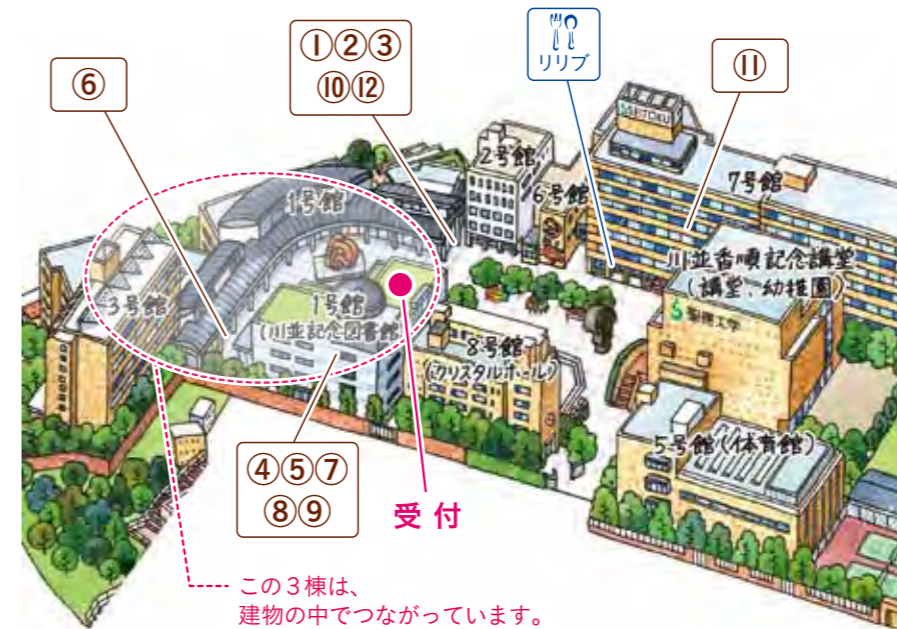 ①②③
⑩⑫
リリブ
⑪
⑥
SEITOKU
2号館
6号館
7号館
1号館
川並香順記念講堂
(講堂、幼稚園)
3号館
1号館
(川並記念図書館
聖徳大学
8号館
(クリスタルホール)
5号館(体育館)
④⑤⑦
⑧⑨
受付
この3棟は、
建物の中でつながっています。